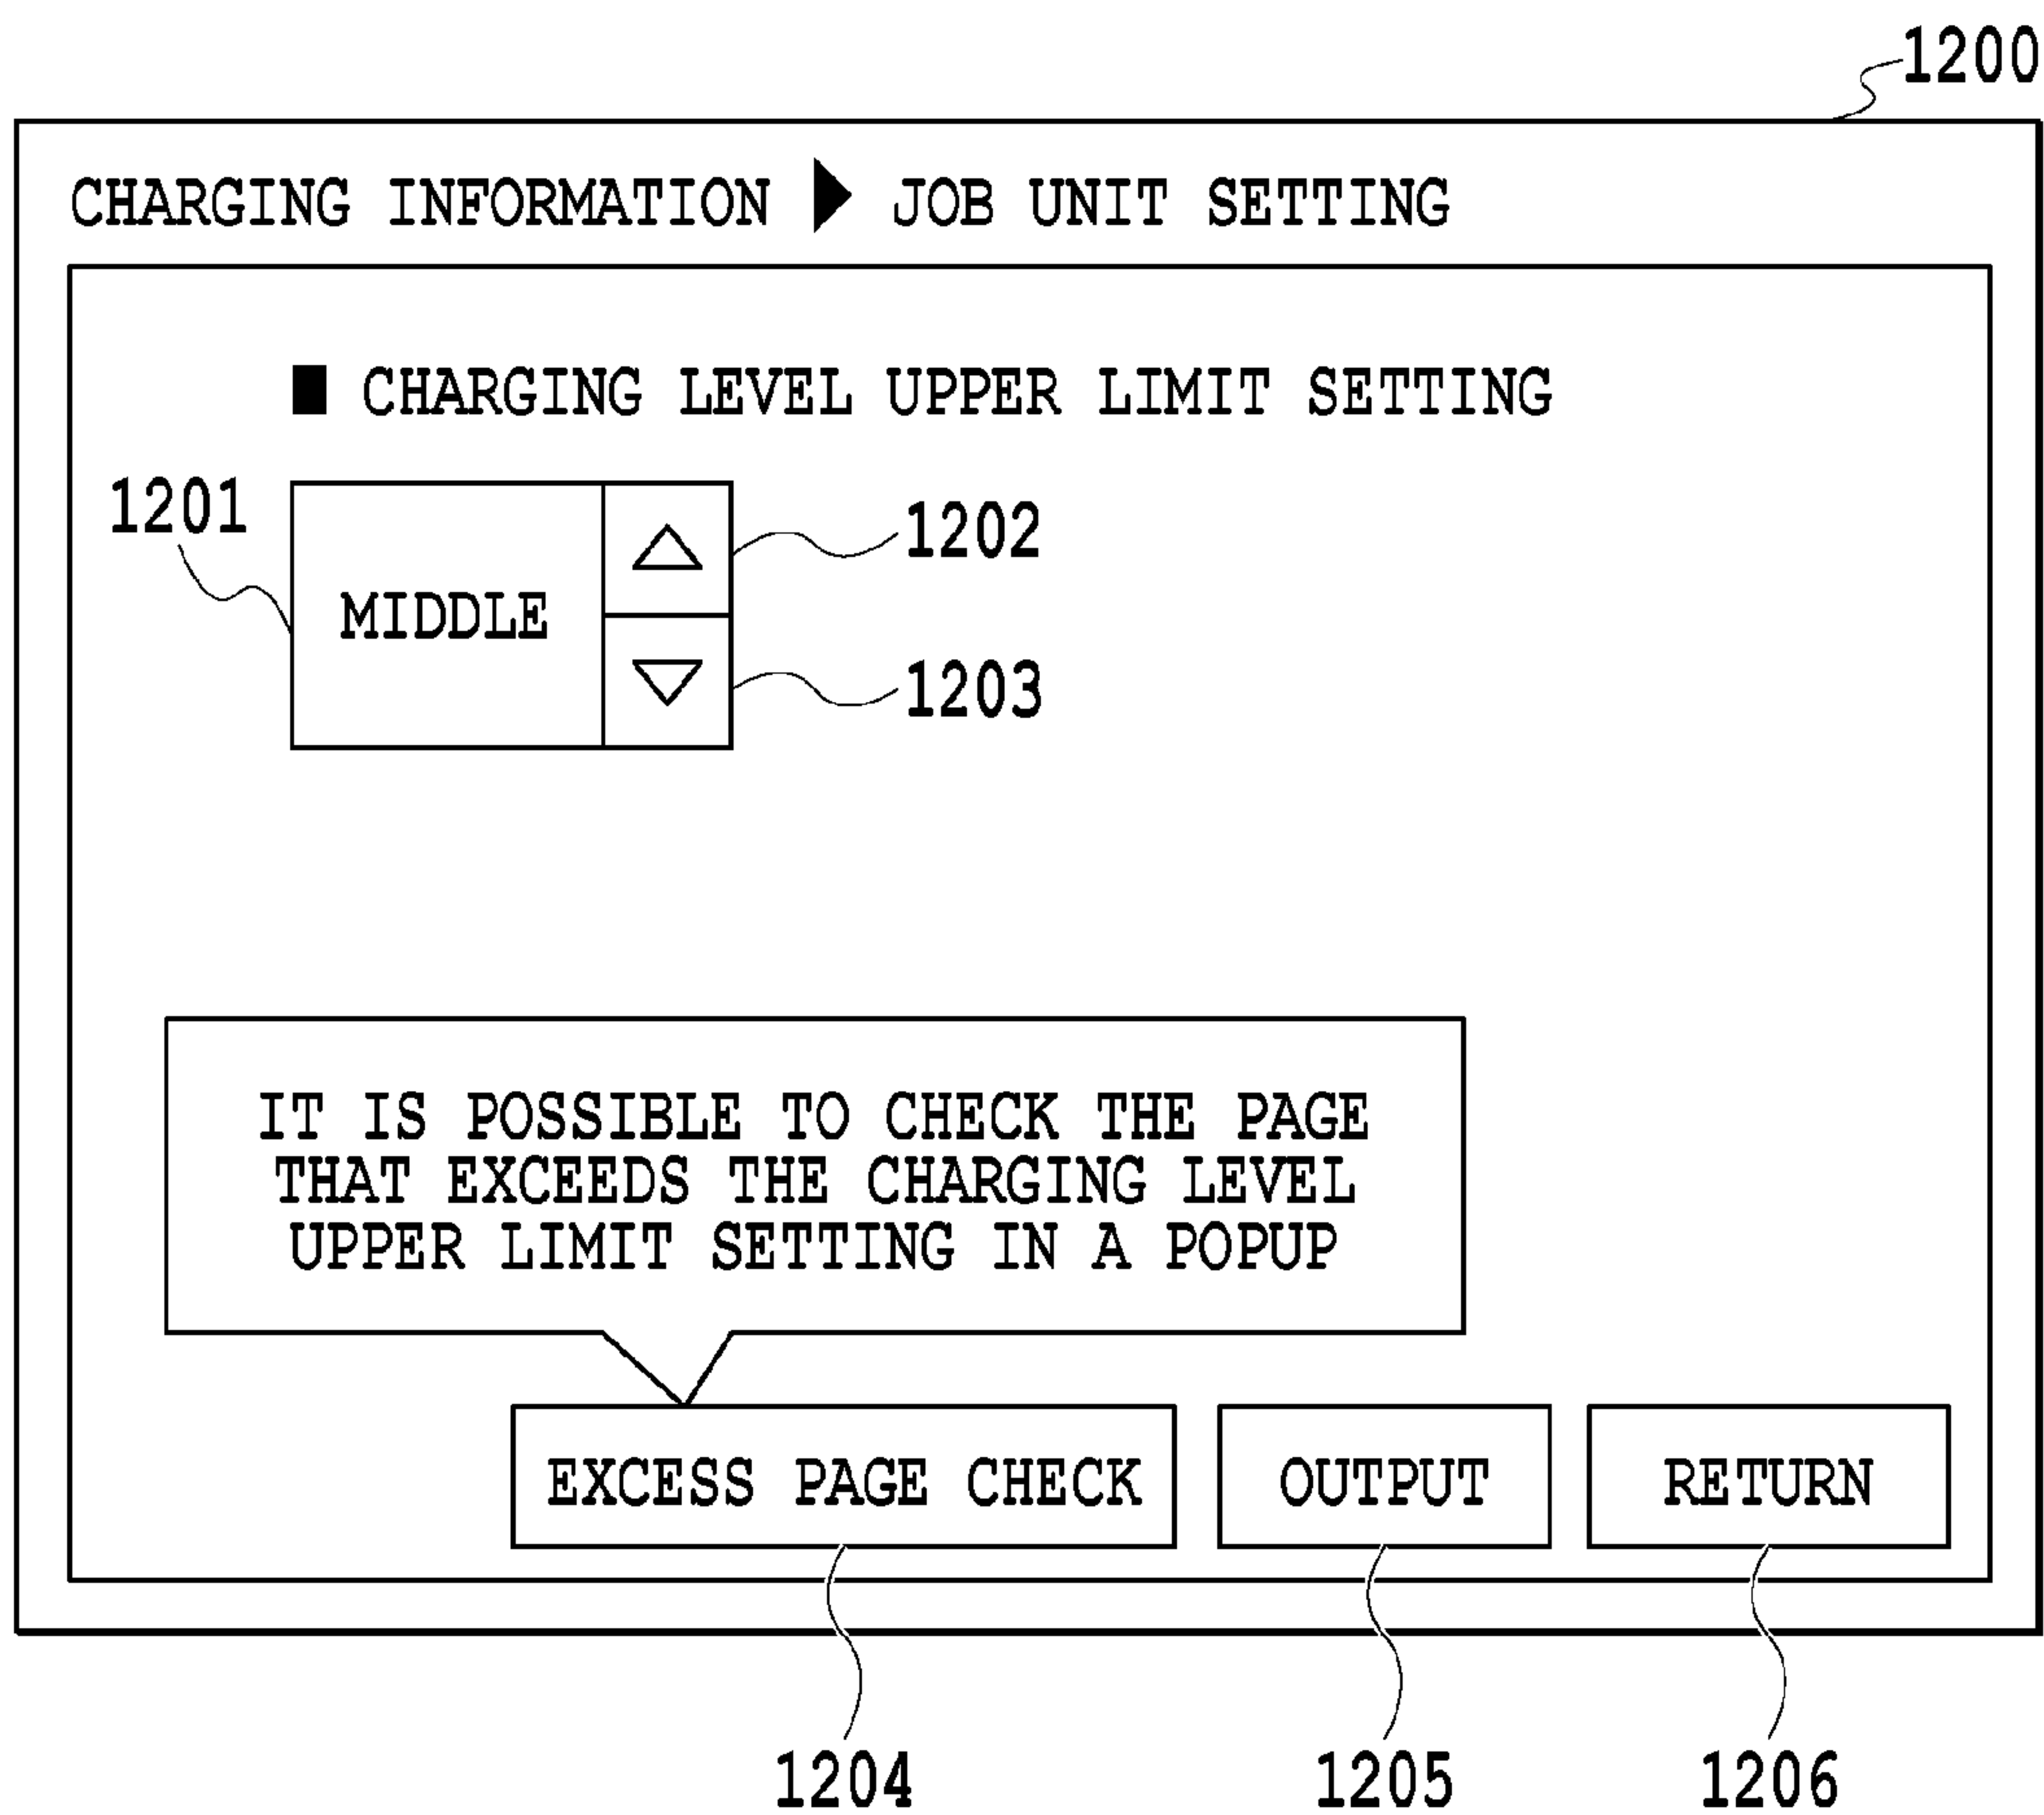 1200
CHARGING INFORMATION ▶ JOB UNIT SETTING
■ CHARGING LEVEL UPPER LIMIT SETTING
1201
MIDDLE
1202
1203
IT IS POSSIBLE TO CHECK THE PAGE
THAT EXCEEDS THE CHARGING LEVEL
UPPER LIMIT SETTING IN A POPUP
EXCESS PAGE CHECK
OUTPUT
RETURN
1204
1205
1206